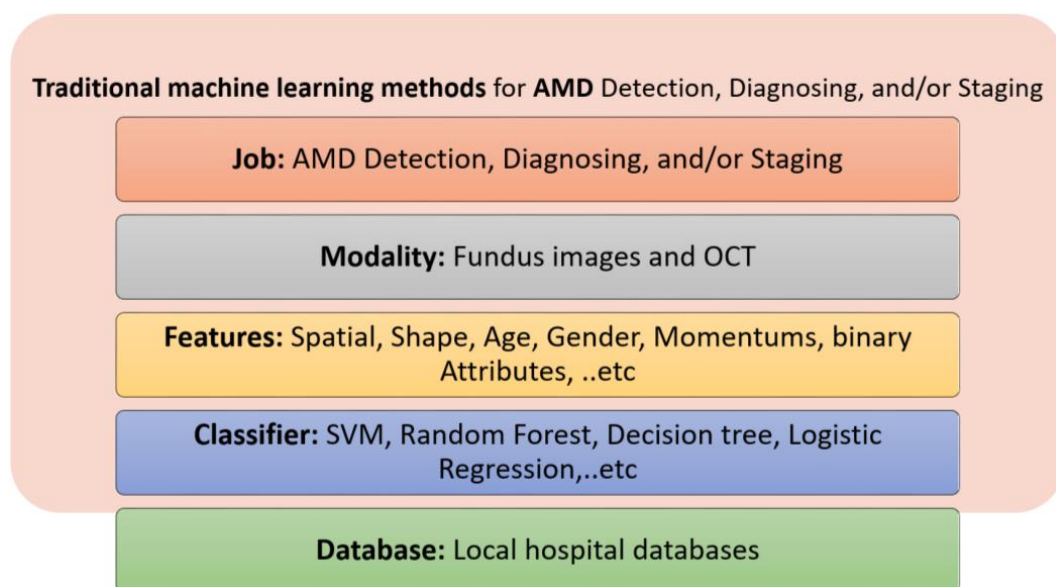 Traditional machine learning methods for AMD Detection, Diagnosing, and/or Staging
Job: AMD Detection, Diagnosing, and/or Staging
Modality: Fundus images and OCT
Features: Spatial, Shape, Age, Gender, Momentums, binary
Attributes, ..etc
Classifier: SVM, Random Forest, Decision tree, Logistic
Regression,..etc
Database: Local hospital databases